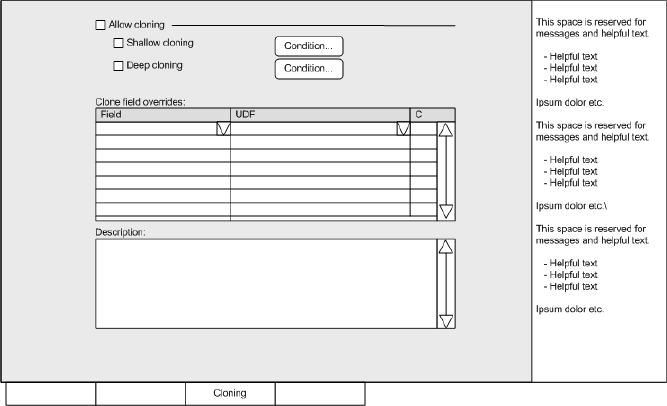 Allow cloning
Shallow cloning
Condition...
Deep cloning
Condition...
Clone field overrides:
Field
UDF
C
Description:
Cloning
This space is reserved for
messages and helpful text.
- Helpful text
- Helpful text
- Helpful text
Ipsum dolor etc.
This space is reserved for
messages and helpful text.
- Helpful text
- Helpful text
- Helpful text
Ipsum dolor etc.\
This space is reserved for
messages and helpful text.
- Helpful text
- Helpful text
- Helpful text
Ipsum dolor etc.